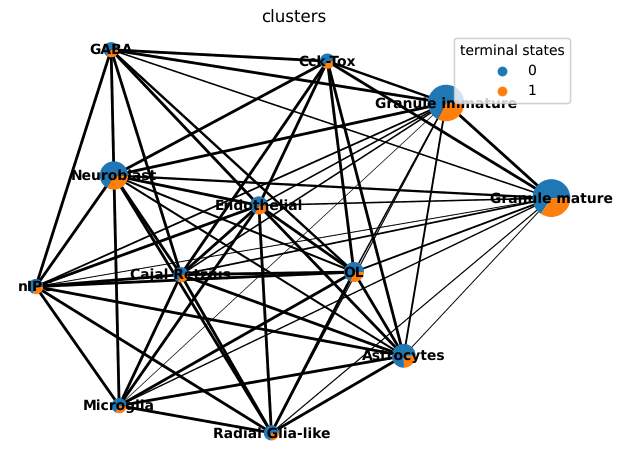 clusters
terminal states
0
1
GABA
Cck-Tox
Granule immature
Neuroblast
Granule mature
Endothelial
Cajal Retzius
OL
nIPC
Astrocytes
Microglia
Radial Glia-like